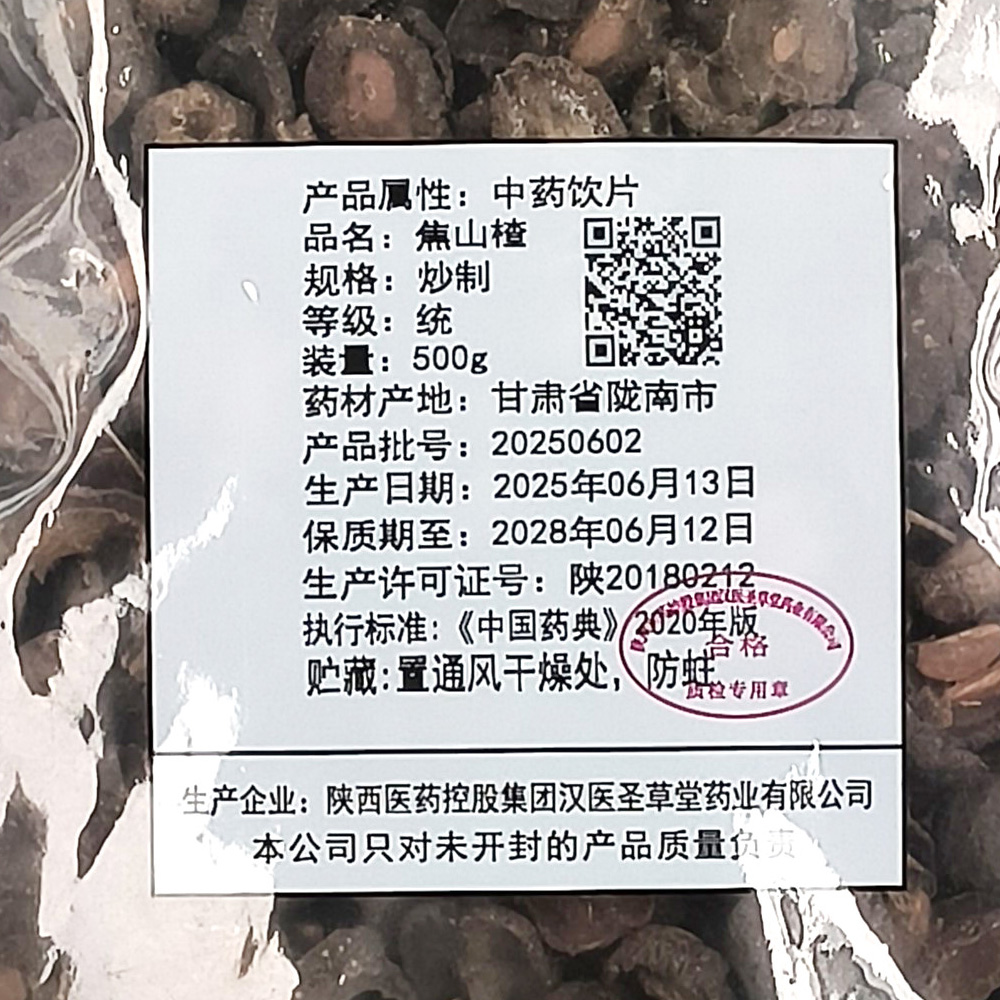 产品属性：中药饮片
品名：焦山楂
规格：炒制
等级：统
装量：500g
药材产地：甘肃省陇南市
产品批号：20250602
生产日期：2025年06月13日
保质期至：2028年06月12日
生产许可证号：陕20180212
执行标准：《中国药典》2020年版
贮藏：置通风干燥处，防蛀
合格
质检专用章
生产企业：陕西医药控股集团汉医圣草堂药业有限公司
本公司只对未开封的产品质量负责